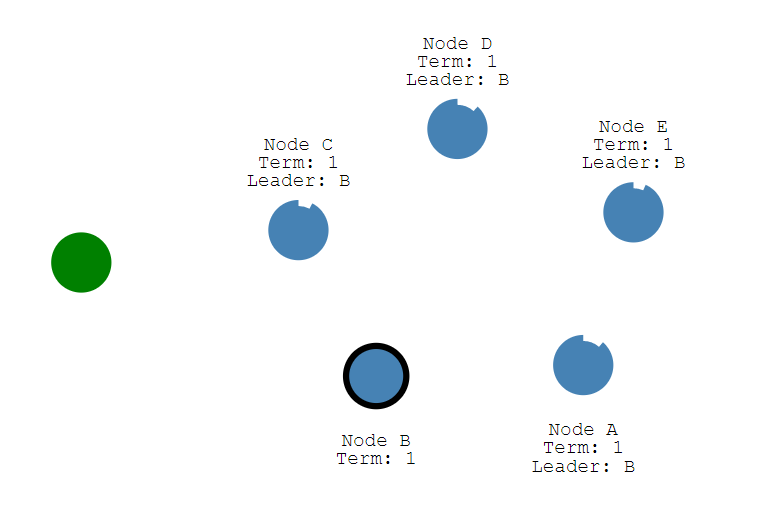 Node D
Term: 1
Leader: B
Node E
Term: 1
Leader: B
Node C
Term: 1
Leader: B
Node B
Term: 1
Node A
Term: 1
Leader: B